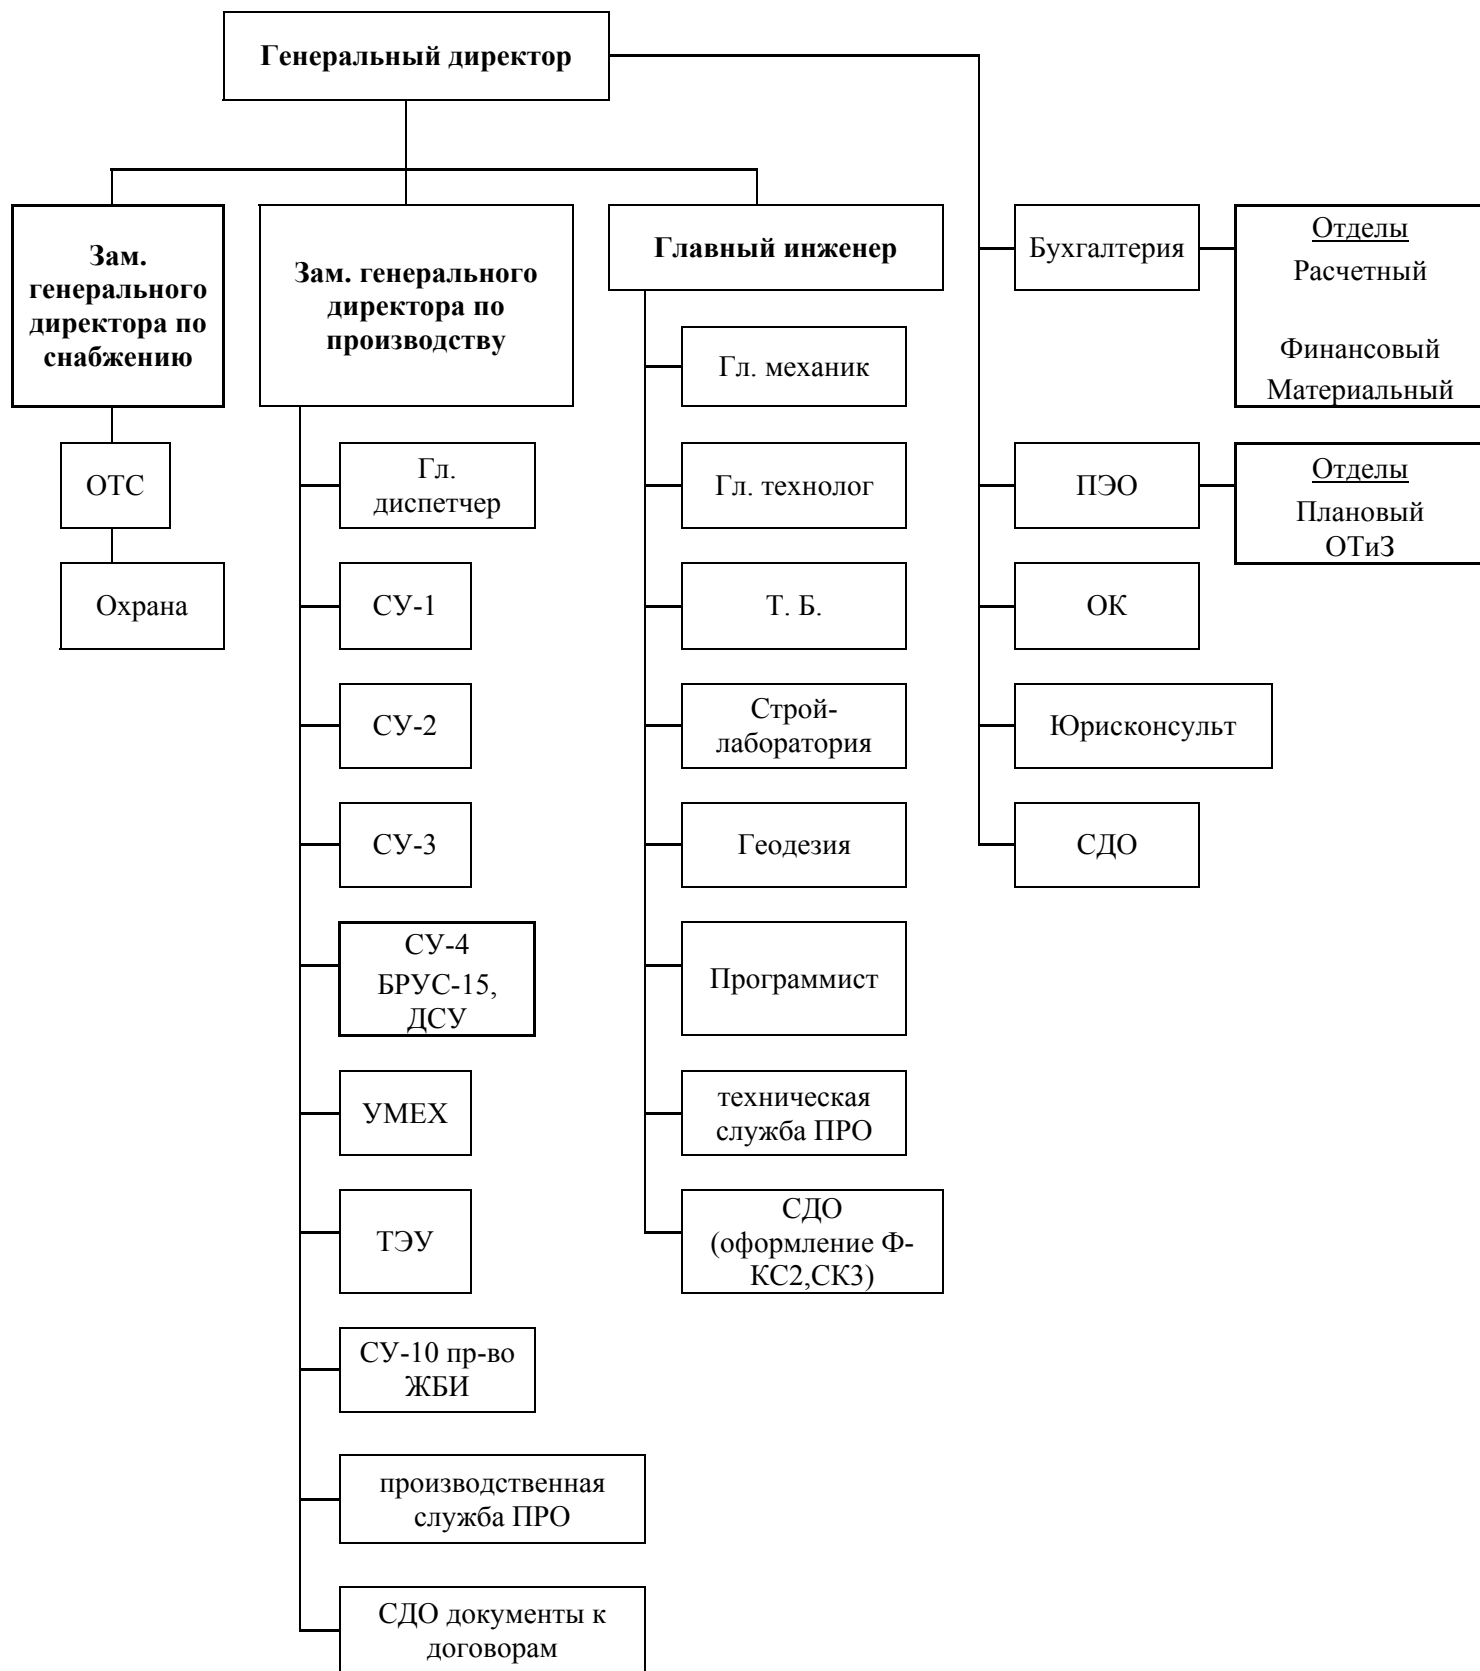 Генеральный директор
Зам.
генерального
директора по
снабжению
ОТС
Охрана
Зам. генерального
директора по
производству
Гл.
диспетчер
СУ-1
СУ-2
СУ-3
СУ-4
БРУС-15,
ДСУ
УМЕХ
ТЭУ
СУ-10 пр-во
ЖБИ
производственная
служба ПРО
СДО документы к
договорам
Главный инженер
Гл. механик
Гл. технолог
Т. Б.
Строй-
лаборатория
Геодезия
Программист
техническая
служба ПРО
СДО
(оформление Ф-
КС2,СК3)
Бухгалтерия
Отделы
Расчетный
Финансовый
Материальный
ПЭО
Отделы
Плановый
ОТиЗ
ОК
Юрисконсульт
СДО